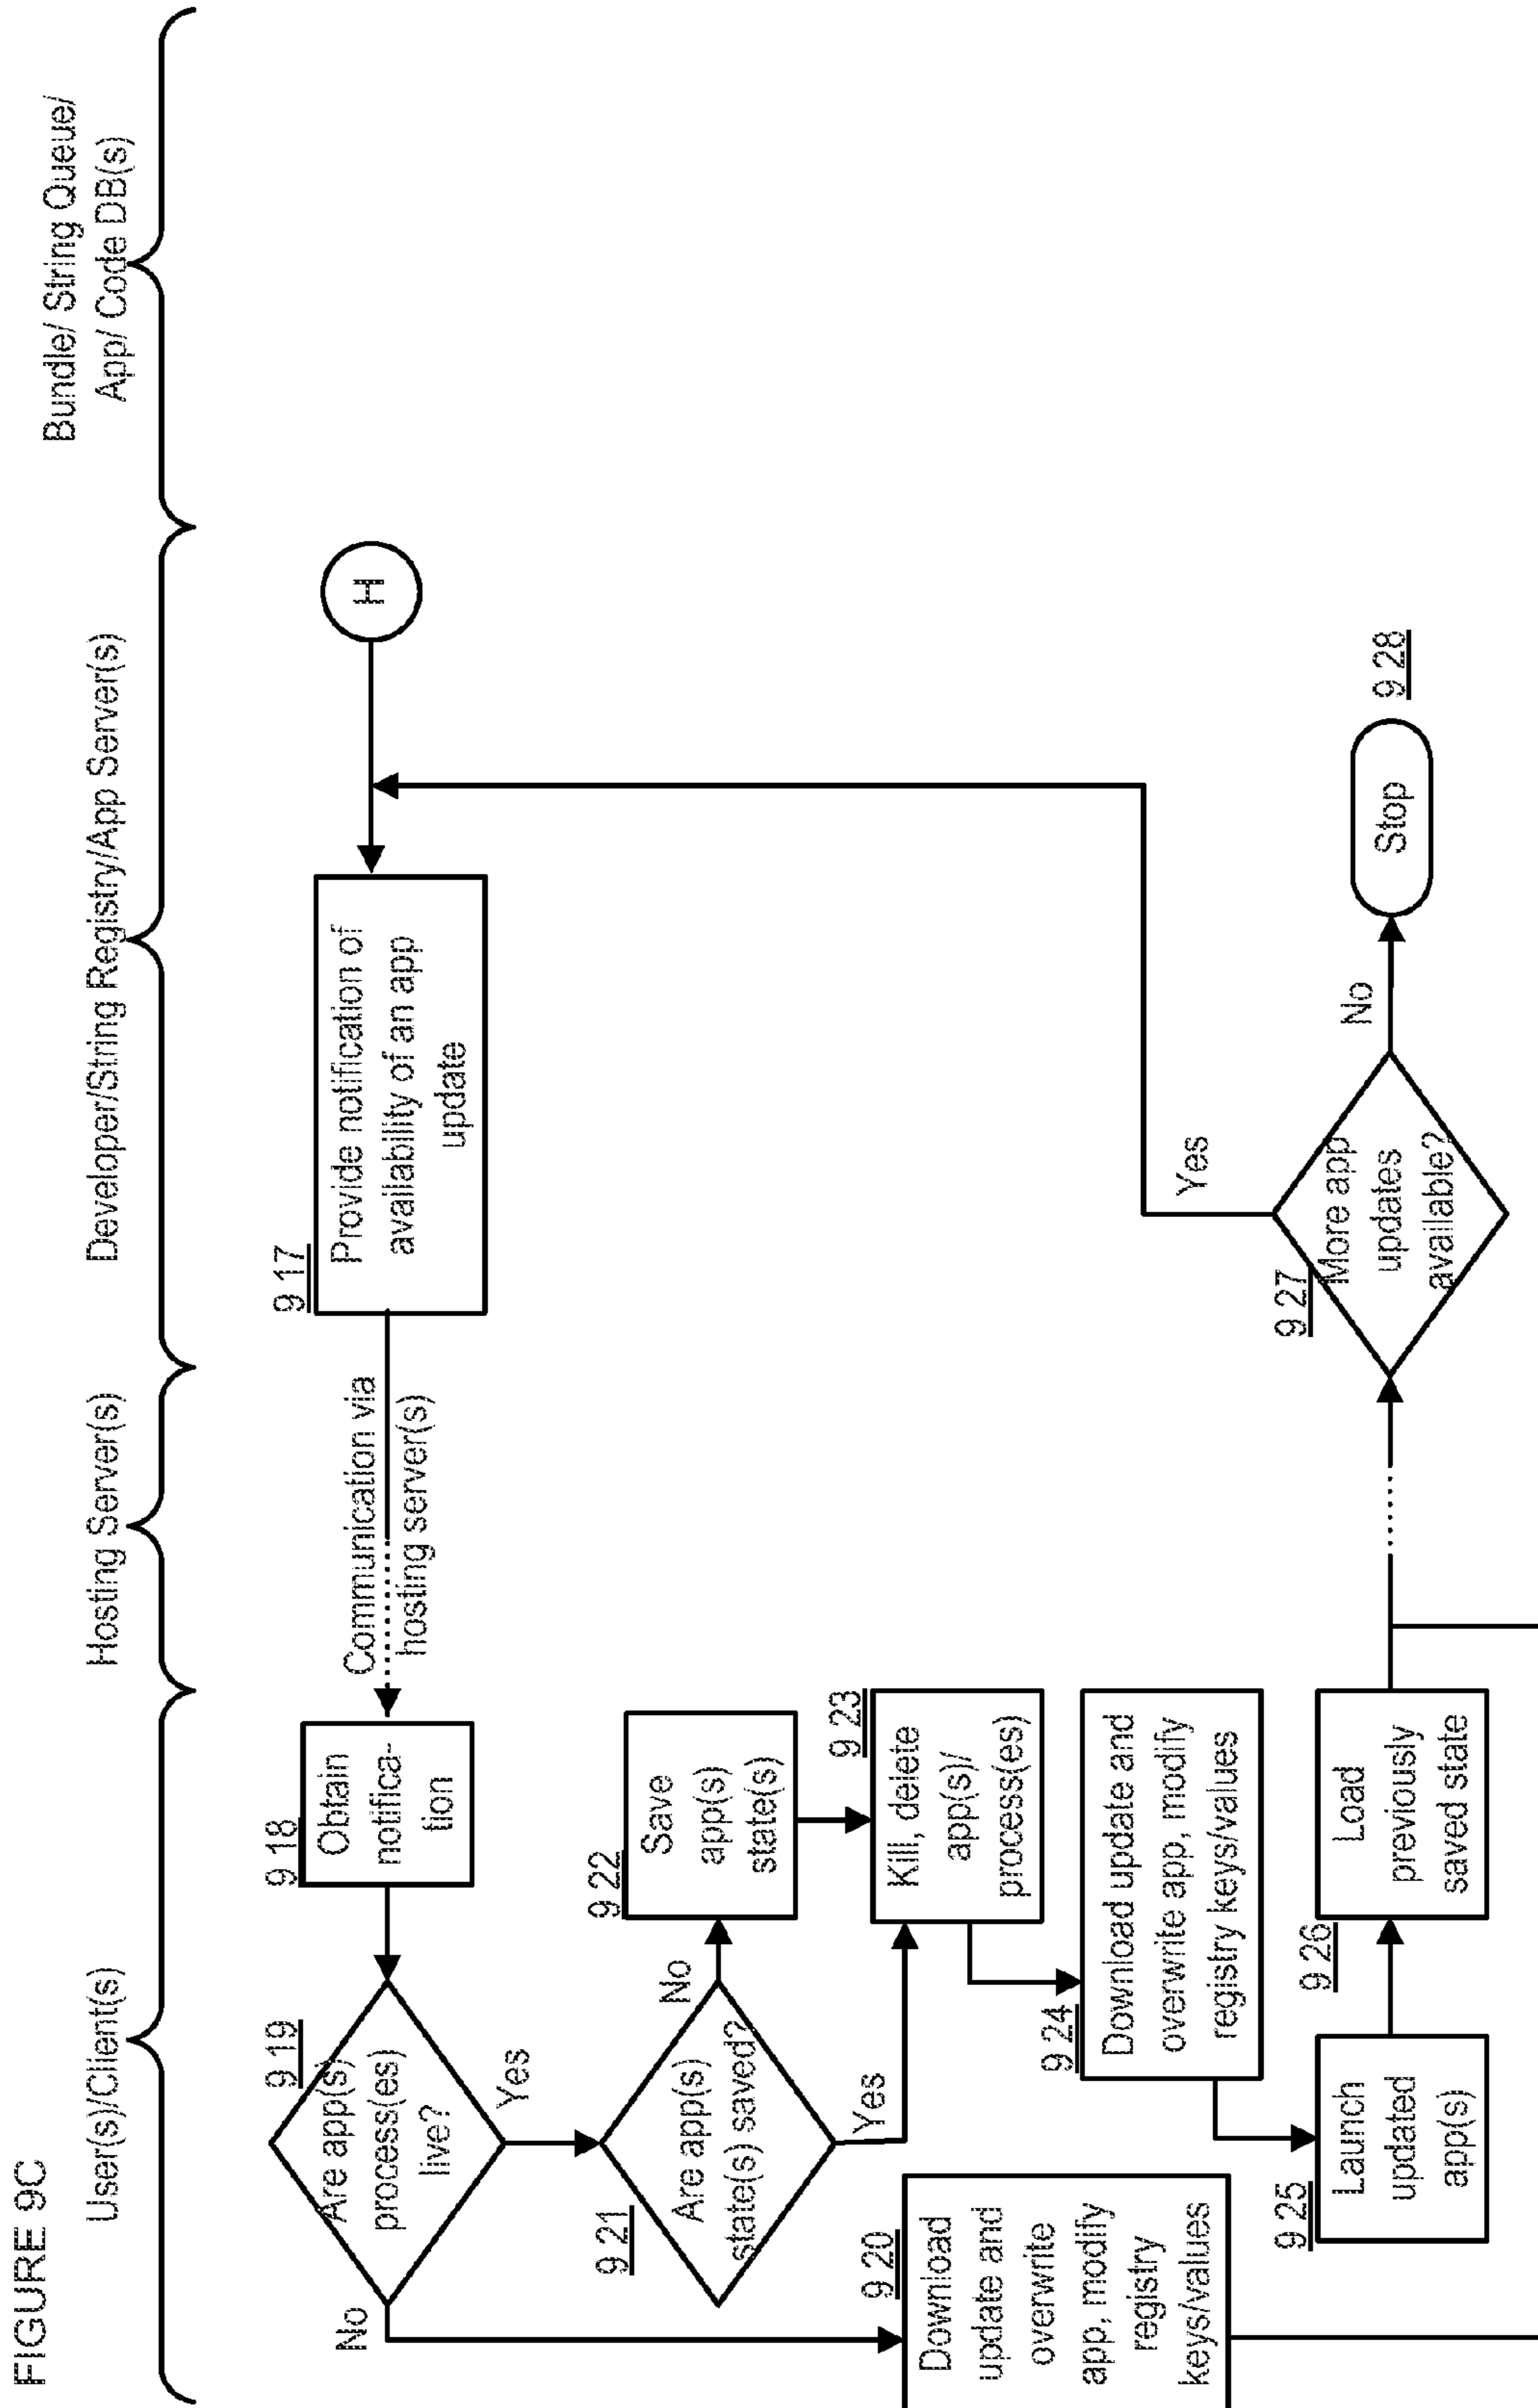 FIGURE 9C
User(s)/Client(s)
Hosting Server(s)
Developer/String Registry/App Server(s)
Bundle/ String Queue/
App/ Code DB(s)
H
9 17
Provide notification of
availability of an app
update
Communication via
hosting server(s)
9 18
Obtain
notifica-
tion
9 19
Are app(s)
process(es)
live?
No
Yes
9 20
Download
update and
overwrite
app, modify
registry
keys/values
9 21
Are app(s)
state(s) saved?
No
Yes
9 22
Save
app(s)
state(s)
9 23
Kill, delete
app(s)/
process(es)
9 24
Download update and
overwrite app, modify
registry keys/values
9 25
Launch
updated
app(s)
9 26
Load
previously
saved state
9 27
More app
updates
available?
Yes
No
Stop
9 28